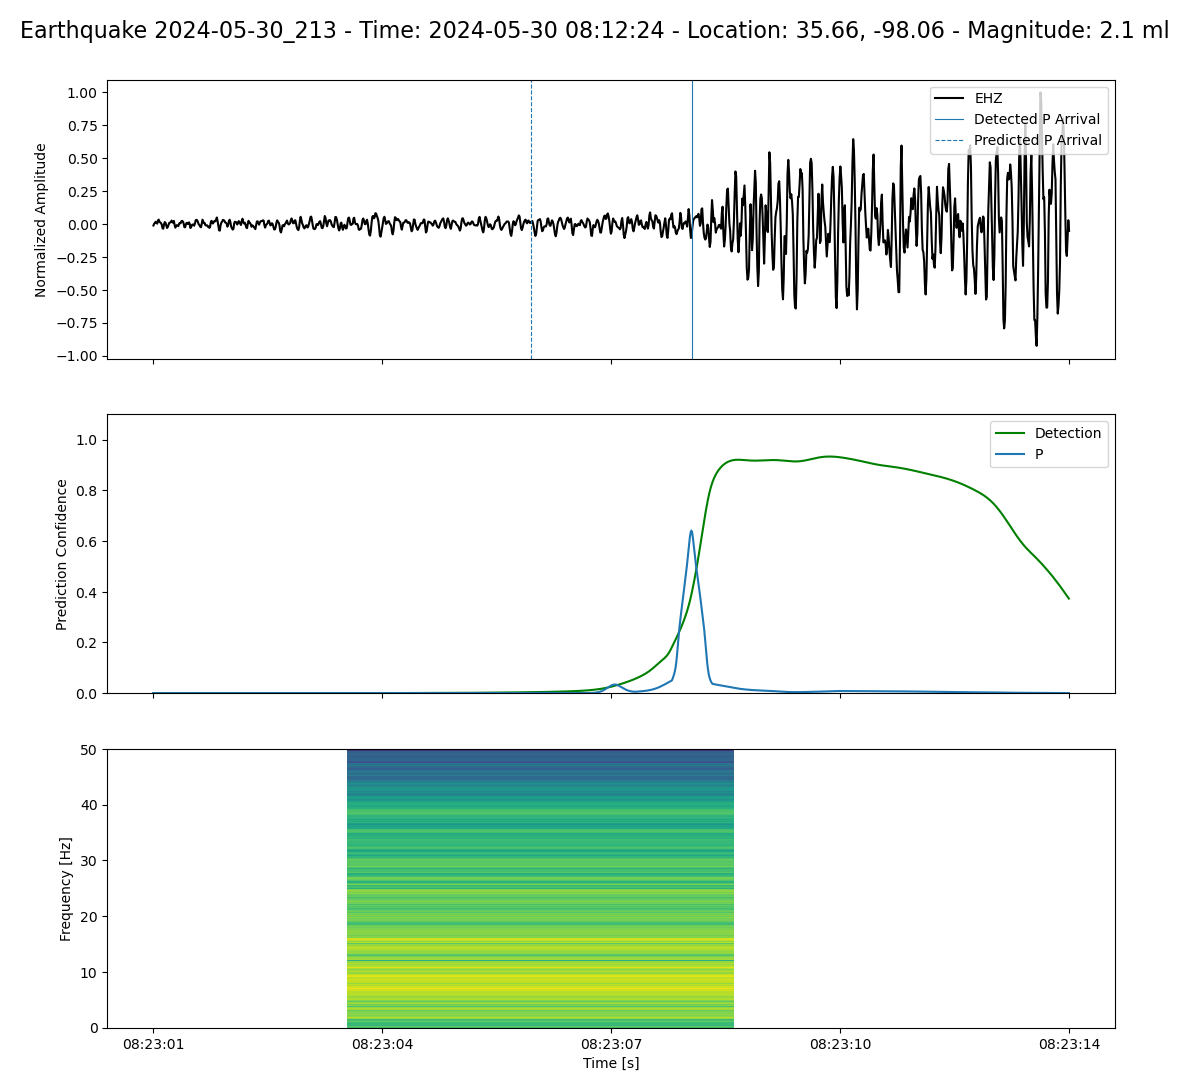 Earthquake 2024-05-30_213 - Time: 2024-05-30 08:12:24 - Location: 35.66, -98.06 - Magnitude: 2.1 ml
Normalized Amplitude
1.00
0.75
0.50
0.25
0.00
−0.25
−0.50
−0.75
−1.00
EHZ
Detected P Arrival
Predicted P Arrival
Prediction Confidence
1.0
0.8
0.6
0.4
0.2
0.0
Detection
P
Frequency [Hz]
50
40
30
20
10
0
08:23:01 08:23:04 08:23:07 08:23:10 08:23:14
Time [s]